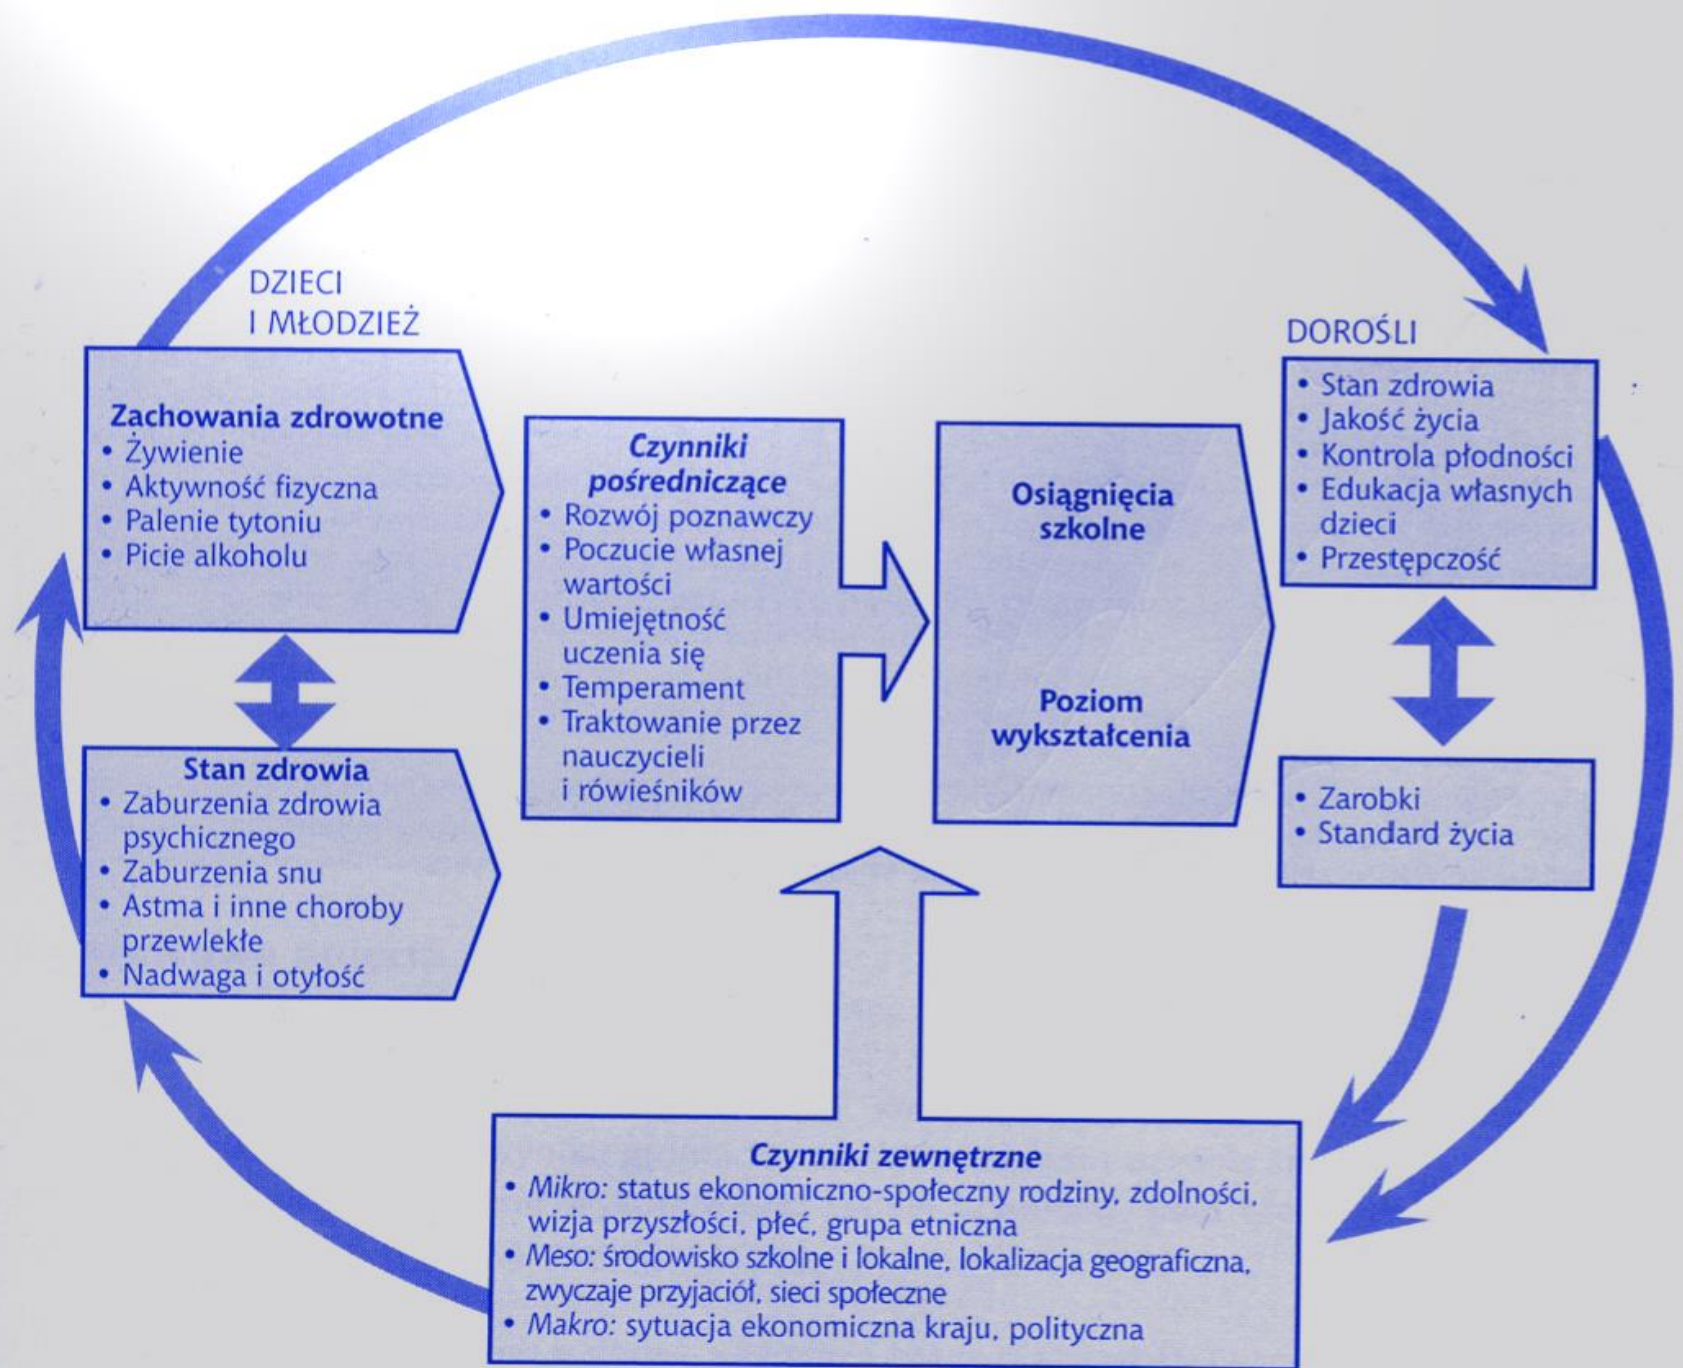 DZIECI
I MŁODZIEŻ
Zachowania zdrowotne
• Żywienie
• Aktywność fizyczna
• Palenie tytoniu
• Picie alkoholu
Stan zdrowia
• Zaburzenia zdrowia
psychicznego
• Zaburzenia snu
• Astma i inne choroby
przewlekłe
• Nadwaga i otyłość
Czynniki
pośredniczące
• Rozwój poznawczy
• Poczucie własnej
wartości
• Umiejętność
uczenia się
• Temperament
• Traktowanie przez
nauczycieli
i rówieśników
Osiągnięcia
szkolne
Poziom
wykształcenia
DOROŚLI
• Stan zdrowia
• Jakość życia
• Kontrola płodności
• Edukacja własnych
dzieci
• Przestępczość
• Zarobki
• Standard życia
Czynniki zewnętrzne
• Mikro: status ekonomiczno-społeczny rodziny, zdolności,
wizja przyszłości, płeć, grupa etniczna
• Meso: środowisko szkolne i lokalne, lokalizacja geograficzna,
zwyczaje przyjaciół, sieci społeczne
• Makro: sytuacja ekonomiczna kraju, polityczna